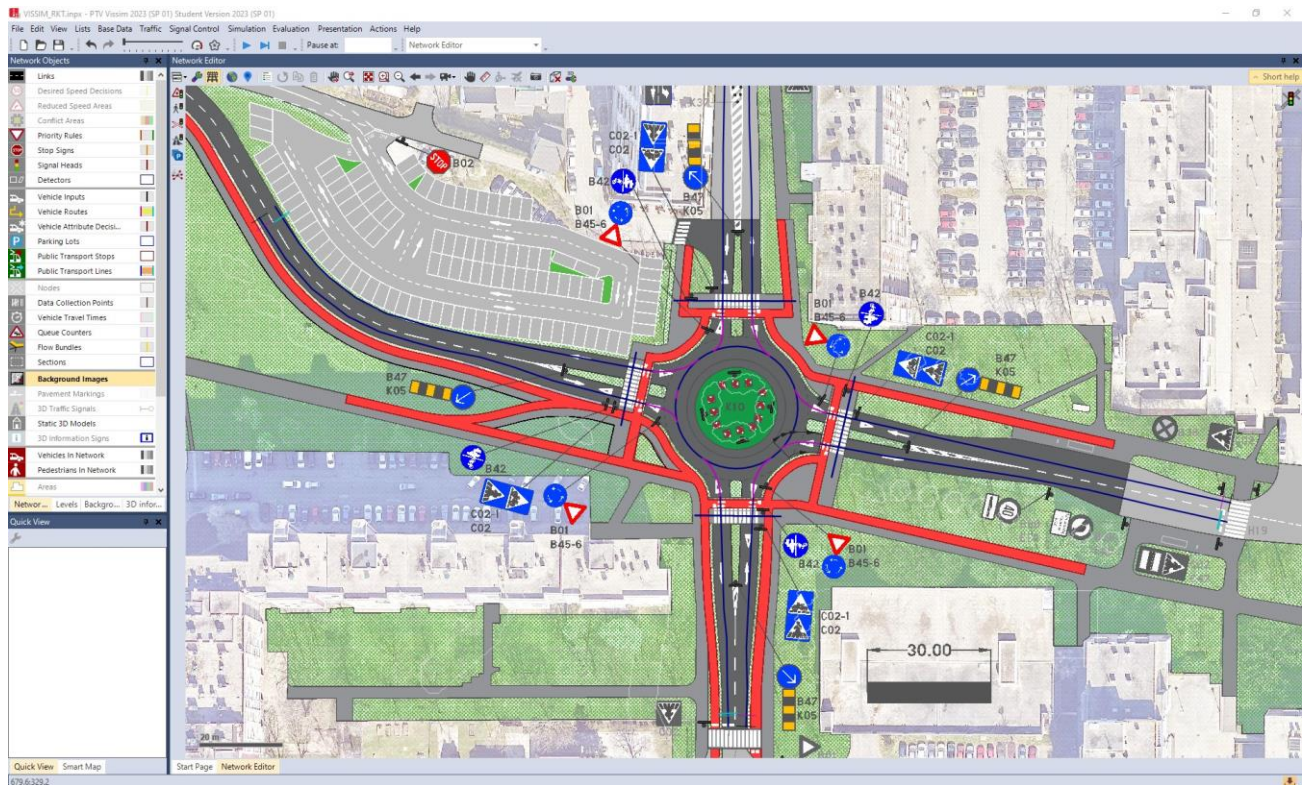 VISSIM_RKT.inpx - PTV Vissim 2023 (SP 01) Student Version 2023 (SP 01)
File Edit View Lists Base Data Traffic Signal Control Simulation Evaluation Presentation Actions Help
Pause at: Network Editor
Network Objects
Network Editor
Short help
Links
Desired Speed Decisions
Reduced Speed Areas
Conflict Areas
Priority Rules
Stop Signs
Signal Heads
Detectors
Vehicle Inputs
Vehicle Routes
Vehicle Attribute Decisi...
Parking Lots
Public Transport Stops
Public Transport Lines
Nodes
Data Collection Points
Vehicle Travel Times
Queue Counters
Flow Bundles
Sections
Background Images
Pavement Markings
3D Traffic Signals
Static 3D Models
3D Information Signs
Vehicles In Network
Pedestrians In Network
Areas
Networ... Levels Backgro... 3D infor...
Quick View
Quick View Smart Map
Start Page Network Editor
STOP
B02
C02-1
C02
B42
B01
B45-6
B47
K05
B01
B45-6
B42
C02-1
C02
B47
K05
B47
K05
K10
B42
C02-1
C02
B01
B45-6
B42
B01
B45-6
C02-1
C02
B47
K05
H19
30.00
20 m
679.6:329.2